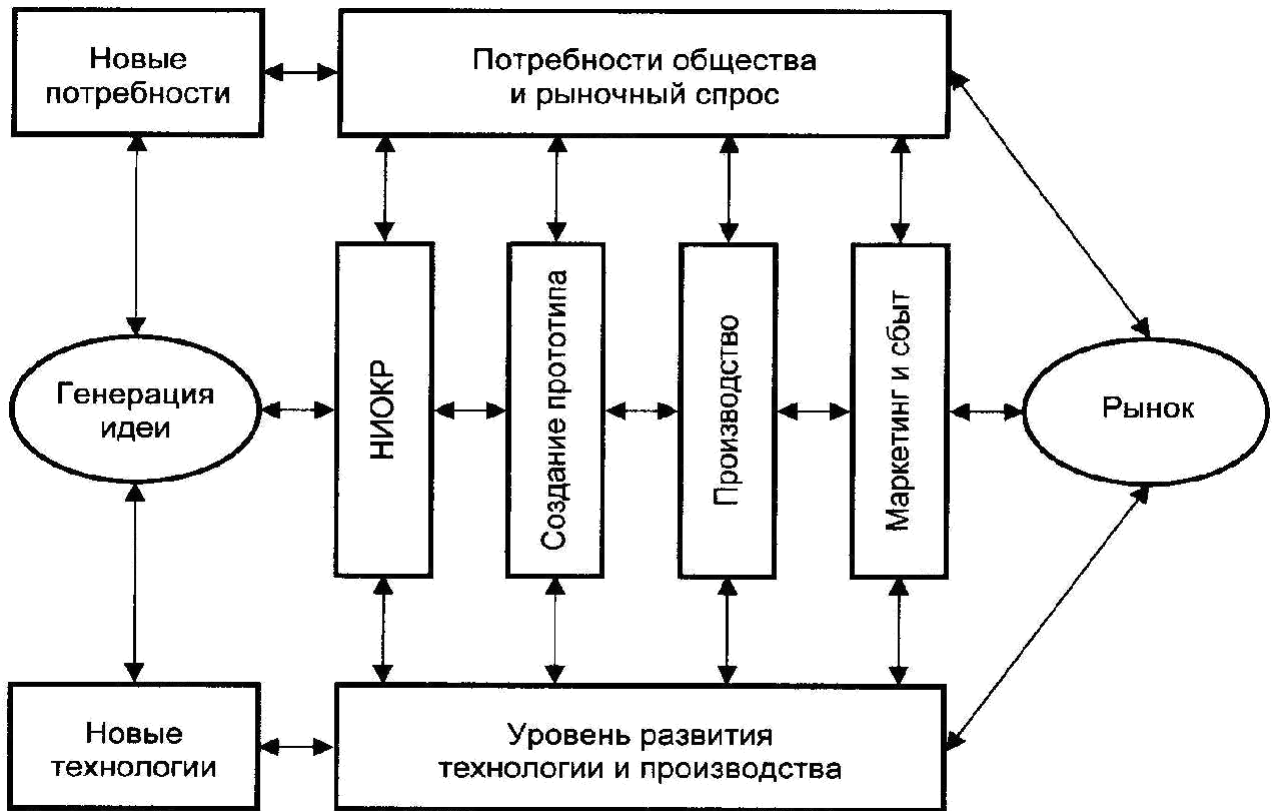 Новые
потребности
Потребности общества
и рыночный спрос
Генерация
идеи
НИОКР
Создание прототипа
Производство
Маркетинг и сбыт
Рынок
Новые
технологии
Уровень развития
технологии и производства